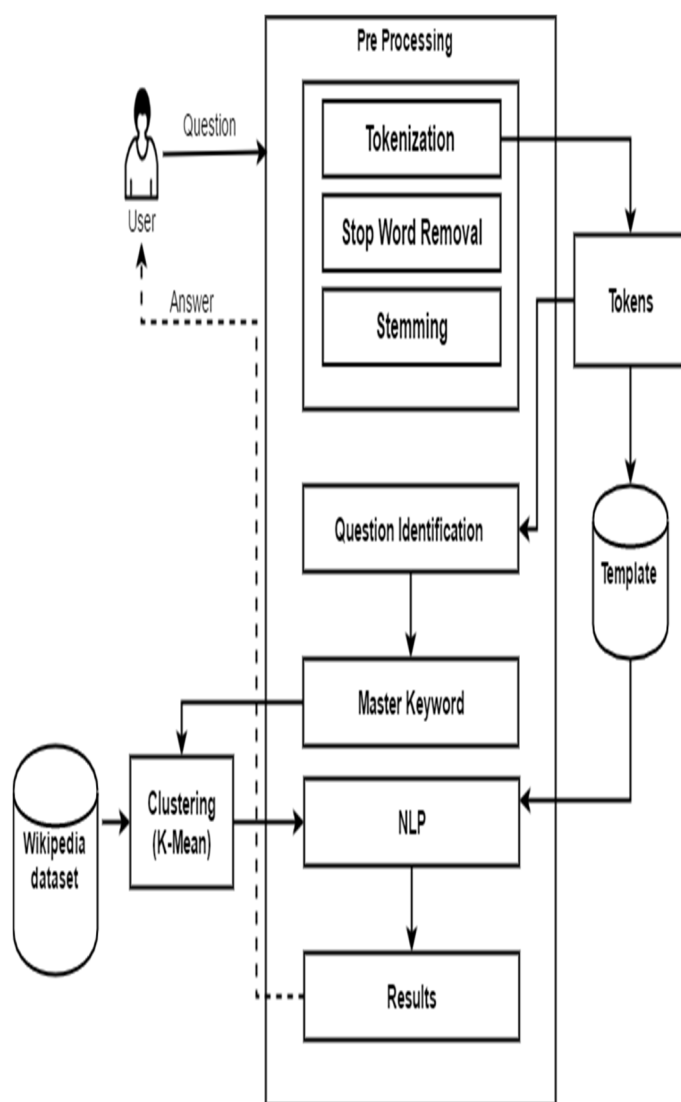 Pre Processing
Question
Tokenization
User
Stop Word Removal
Answer
Stemming
Tokens
Question Identification
Template
Master Keyword
Wikipedia
dataset
Clustering
(K-Mean)
NLP
Results